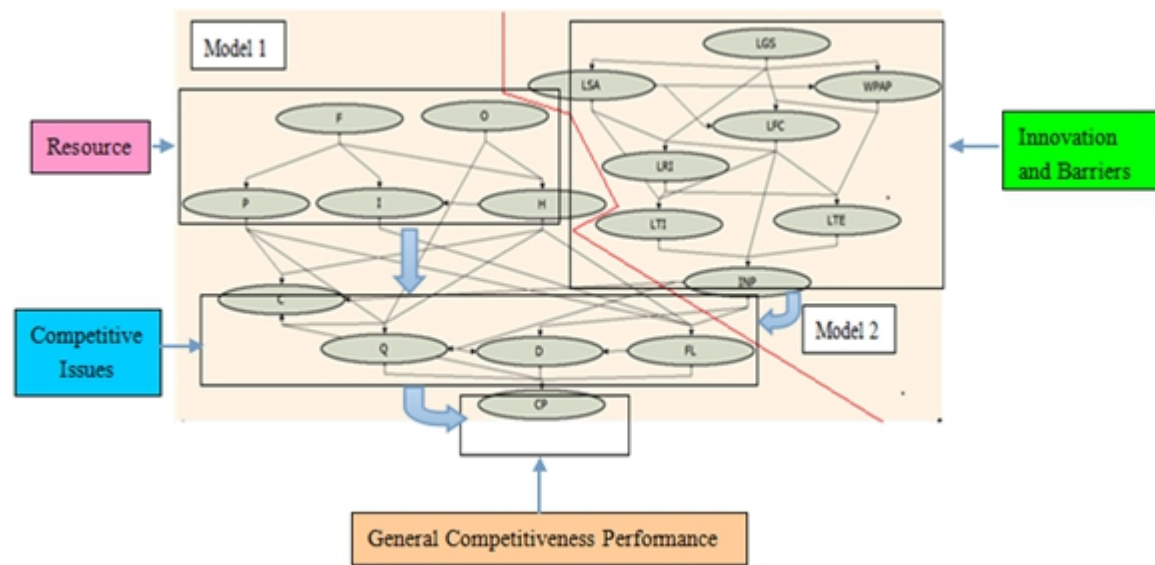 Model 1
LGS
LSA
WPAP
F
O
LFC
Resource
Innovation
and Barriers
LRI
P
I
H
LTI
LTE
INP
C
Competitive
Issues
Model 2
Q
D
FL
CP
General Competitiveness Performance